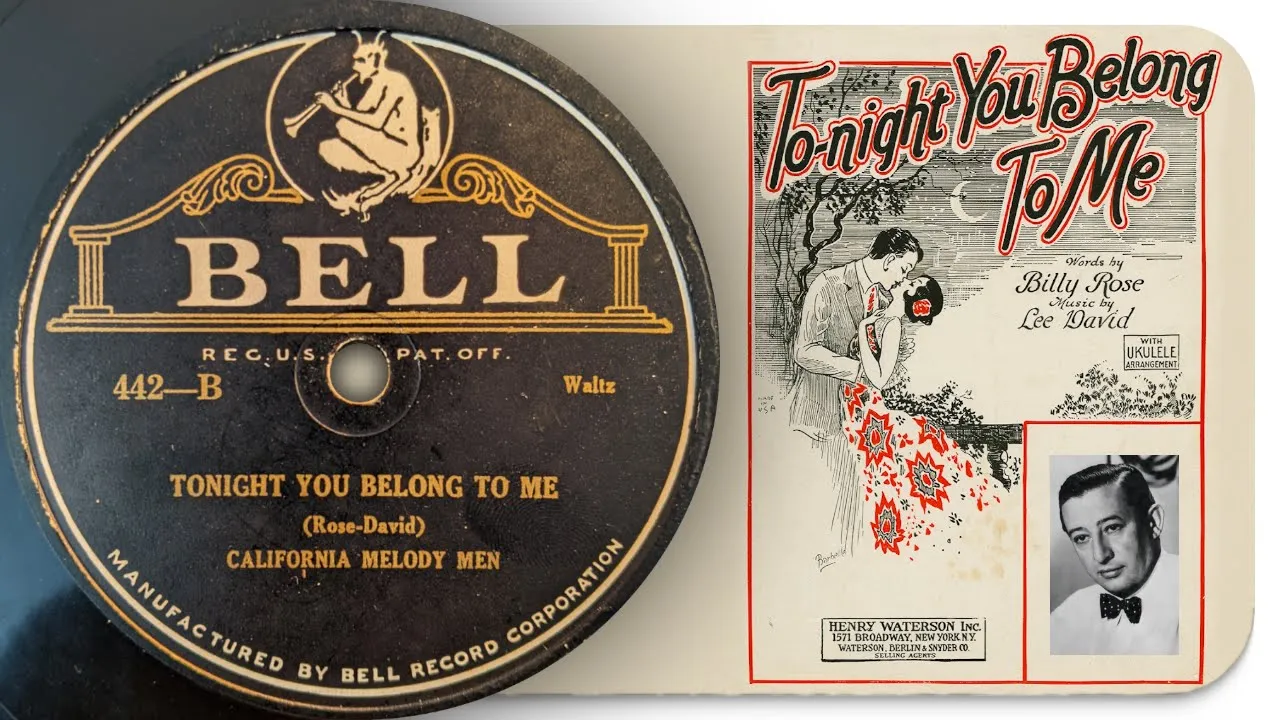 BELL
REG. U.S. PAT. OFF.
442—B
Waltz
TONIGHT YOU BELONG TO ME
(Rose-David)
CALIFORNIA MELODY MEN
MANUFACTURED BY BELL RECORD CORPORATION
To-night You Belong
To Me
Words by
Billy Rose
Music by
Lee David
WITH
UKULELE
ARRANGEMENT
MADE
IN
U.S.A
HENRY WATERSON Inc.
1571 BROADWAY, NEW YORK N.Y.
WATERSON, BERLIN & SNYDER CO.
SELLING AGENTS